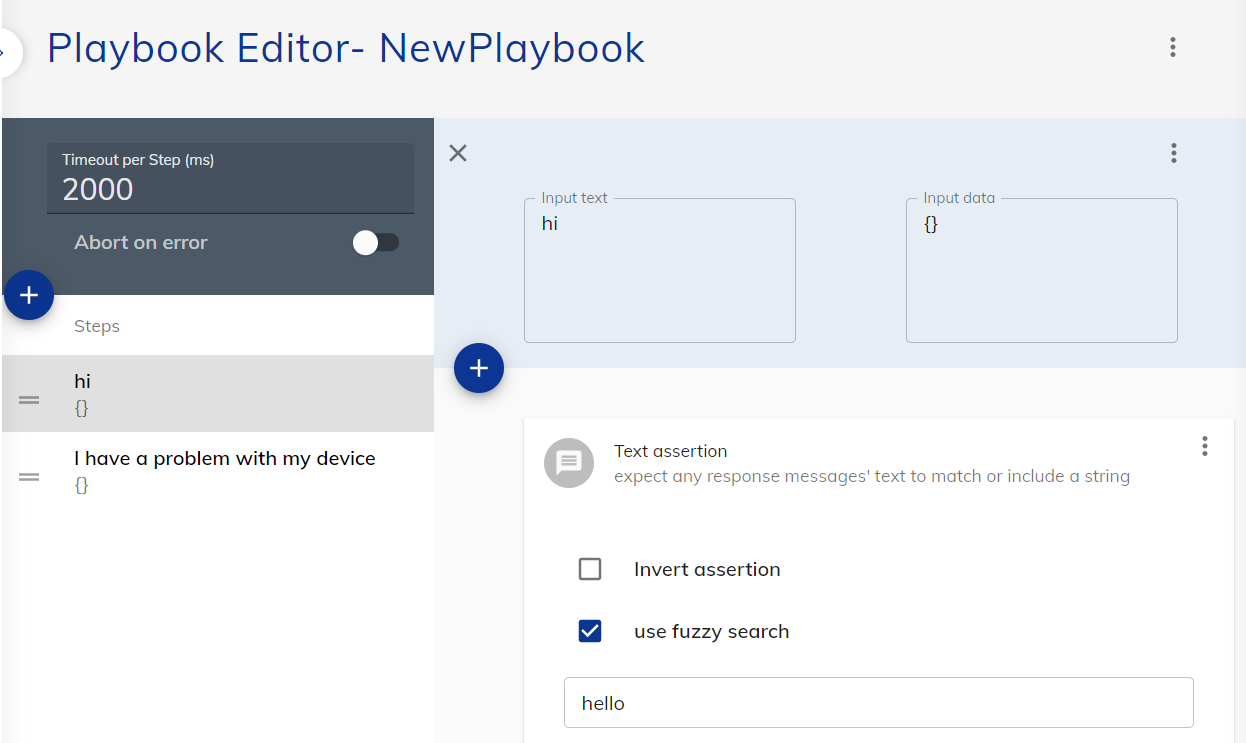 Playbook Editor- NewPlaybook
Timeout per Step (ms)
2000
Abort on error
Steps
hi
{}
I have a problem with my device
{}
Input text
hi
Input data
{}
Text assertion
expect any response messages' text to match or include a string
Invert assertion
use fuzzy search
hello